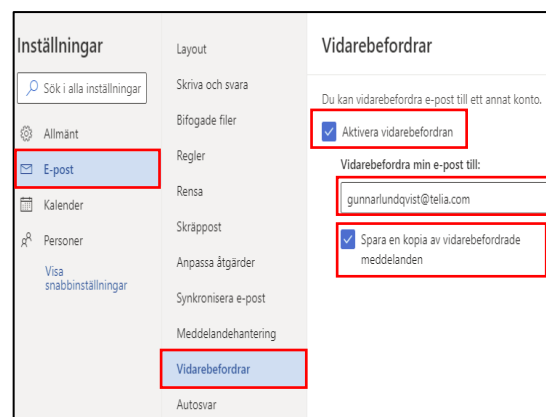 Inställningar
Sök i alla inställningar
Allmänt
E-post
Kalender
Personer
Visa
snabbinställningar
Layout
Skriva och svara
Bifogade filer
Regler
Rensa
Skräppost
Anpassa åtgärder
Synkronisera e-post
Meddelandehantering
Vidarebefordrar
Autosvar
Vidarebefordrar
Du kan vidarebefordra e-post till ett annat konto.
Aktivera vidarebefordran
Vidarebefordra min e-post till:
gunnarlundqvist@telia.com
Spara en kopia av vidarebefordrade
meddelanden